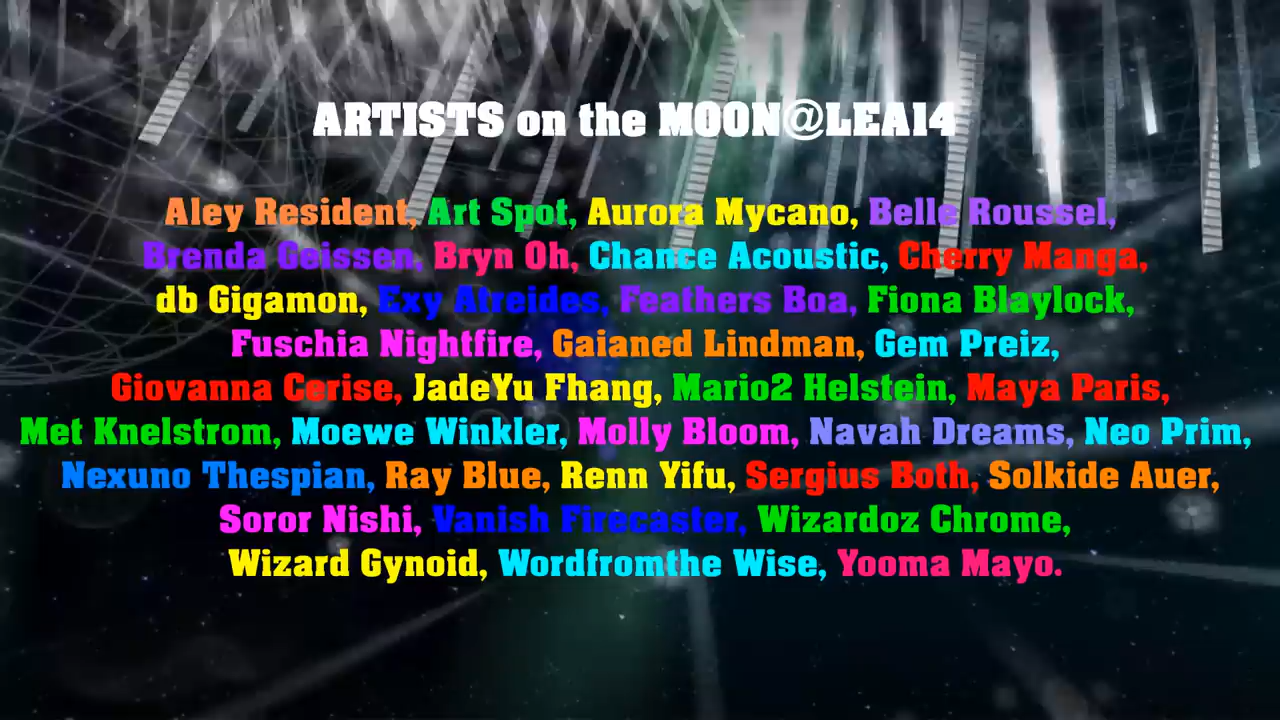 ARTISTS on the MOON@LEA14
Aley Resident, Art Spot, Aurora Mycano, Belle Roussel,
Brenda Geissen, Bryn Oh, Chance Acoustic, Cherry Manga,
db Gigamon, Exy Atreides, Feathers Boa, Fiona Blaylock,
Fuschia Nightfire, Gaianed Lindman, Gem Preiz,
Giovanna Cerise, JadeYu Fhang, Mario2 Helstein, Maya Paris,
Met Knelstrom, Moewe Winkler, Molly Bloom, Navah Dreams, Neo Prim,
Nexuno Thespian, Ray Blue, Renn Yifu, Sergius Both, Solkide Auer,
Soror Nishi, Vanish Firecaster, Wizardoz Chrome,
Wizard Gynoid, Wordfromthe Wise, Yooma Mayo.